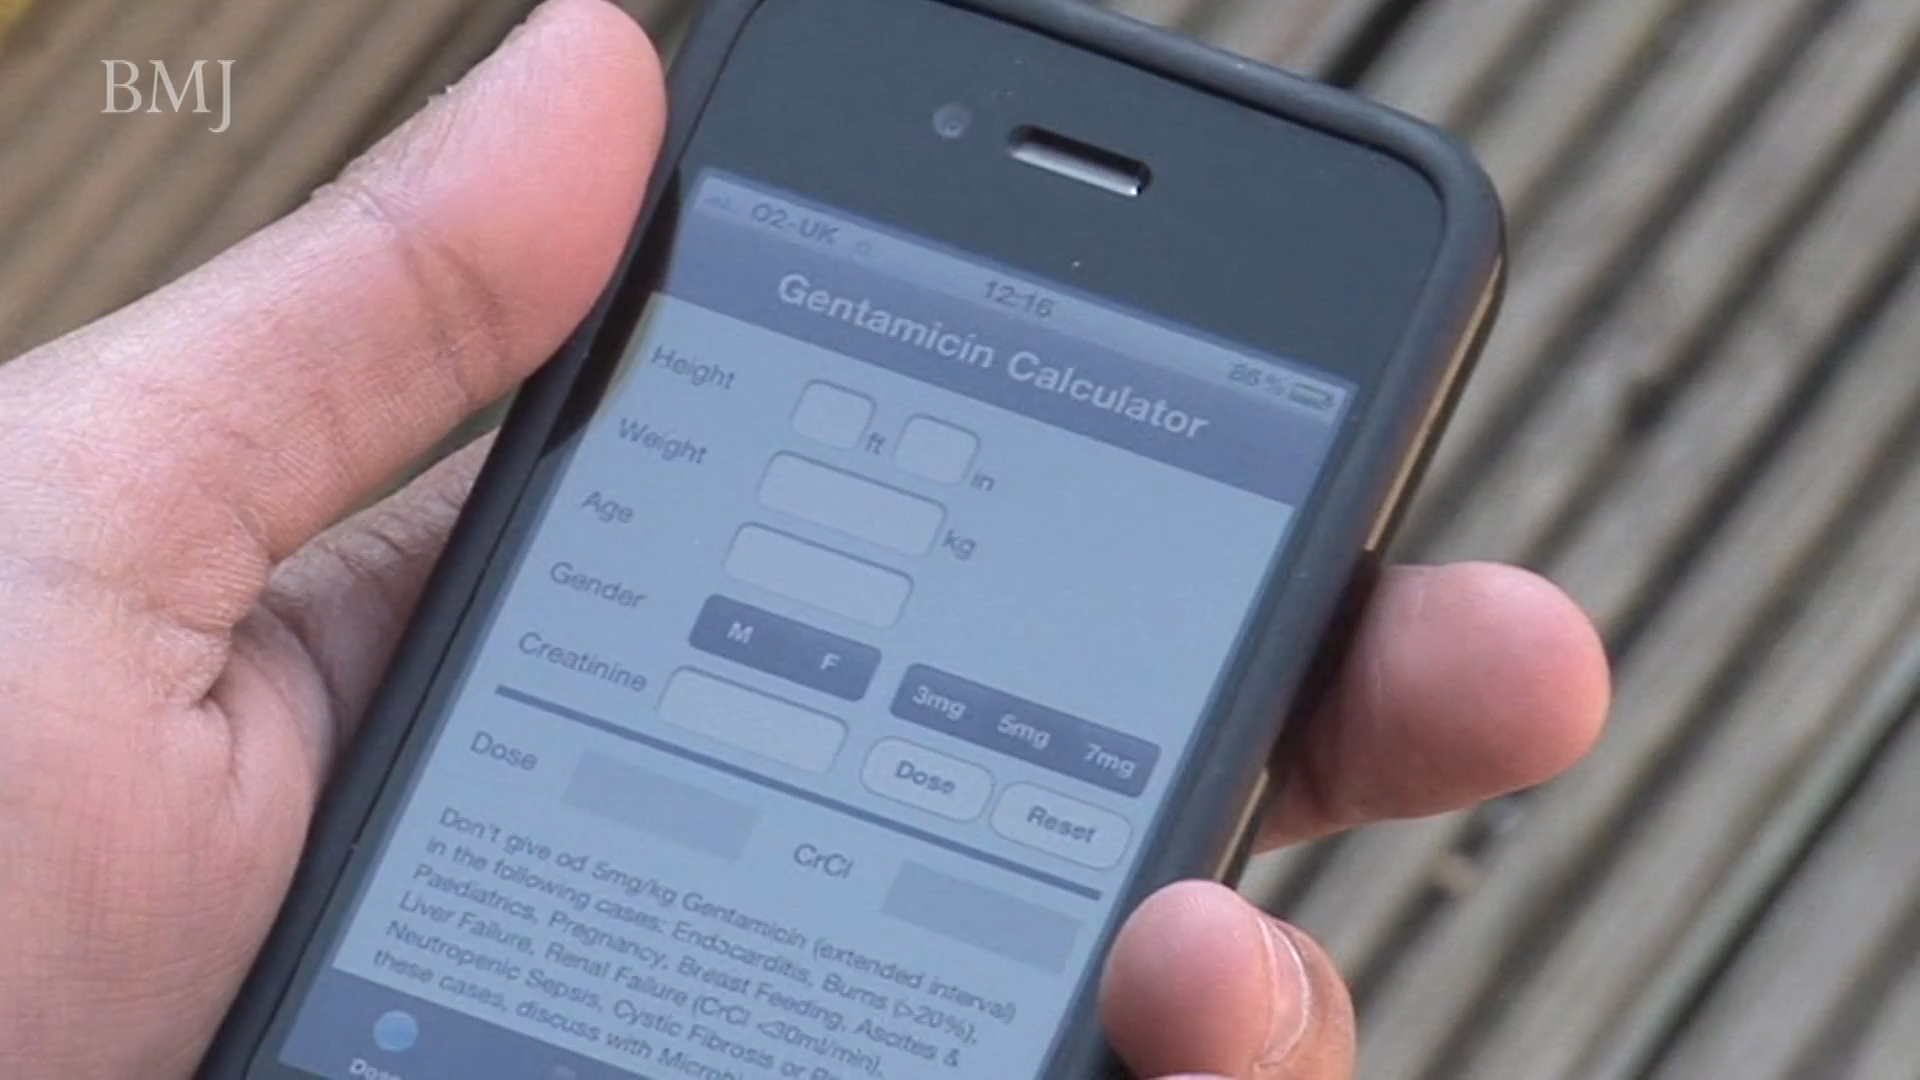 BMJ
O2-UK 12:16 86%
Gentamicin Calculator
Height ft in
Weight kg
Age
Gender M F
3mg 5mg 7mg
Creatinine
Dose Reset
Dose CrCl
Don't give od 5mg/kg Gentamicin (extended interval)
in the following cases: Endocarditis, Burns (>20%),
Paediatrics, Pregnancy, Breast Feeding, Ascites &
Liver Failure, Renal Failure (CrCl <30ml/min),
Neutropenic Sepsis, Cystic Fibrosis or
these cases, discuss with